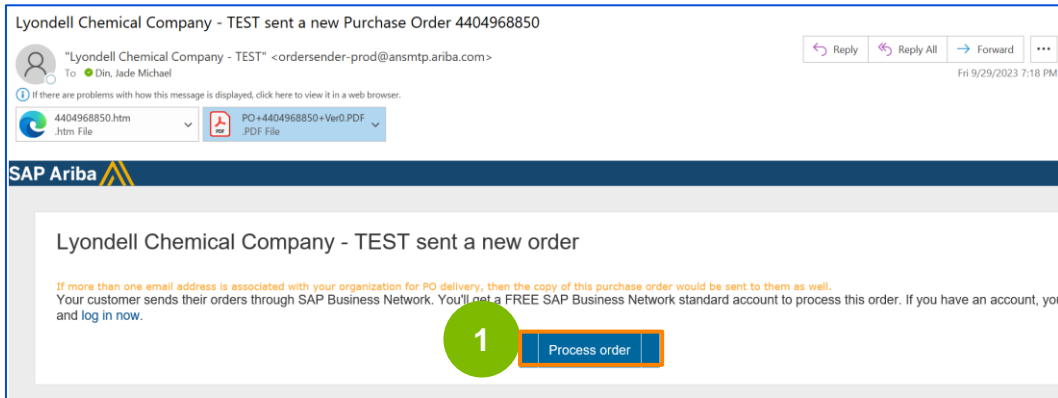 Lyondell Chemical Company - TEST sent a new Purchase Order 4404968850
"Lyondell Chemical Company - TEST" <ordersender-prod@ansmtp.ariba.com>
To Din, Jade Michael
Reply
Reply All
Forward
Fri 9/29/2023 7:18 PM
If there are problems with how this message is displayed, click here to view it in a web browser.
4404968850.htm
.htm File
PDF
PO+4404968850+Ver0.PDF
.PDF File
SAP Ariba
Lyondell Chemical Company - TEST sent a new order
If more than one email address is associated with your organization for PO delivery, then the copy of this purchase order would be sent to them as well.
Your customer sends their orders through SAP Business Network. You'll get a FREE SAP Business Network standard account to process this order. If you have an account, you
and log in now.
1
Process order